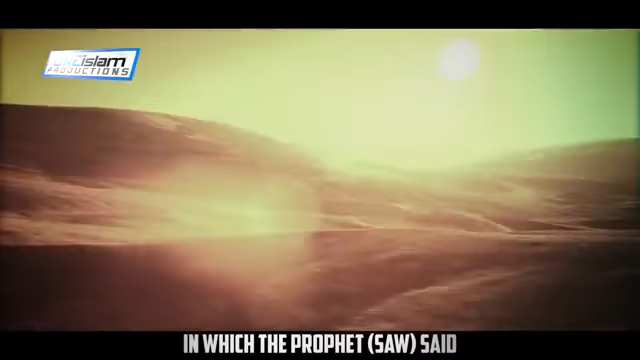 ONEislam
PRODUCTIONS
IN WHICH THE PROPHET (SAW) SAID